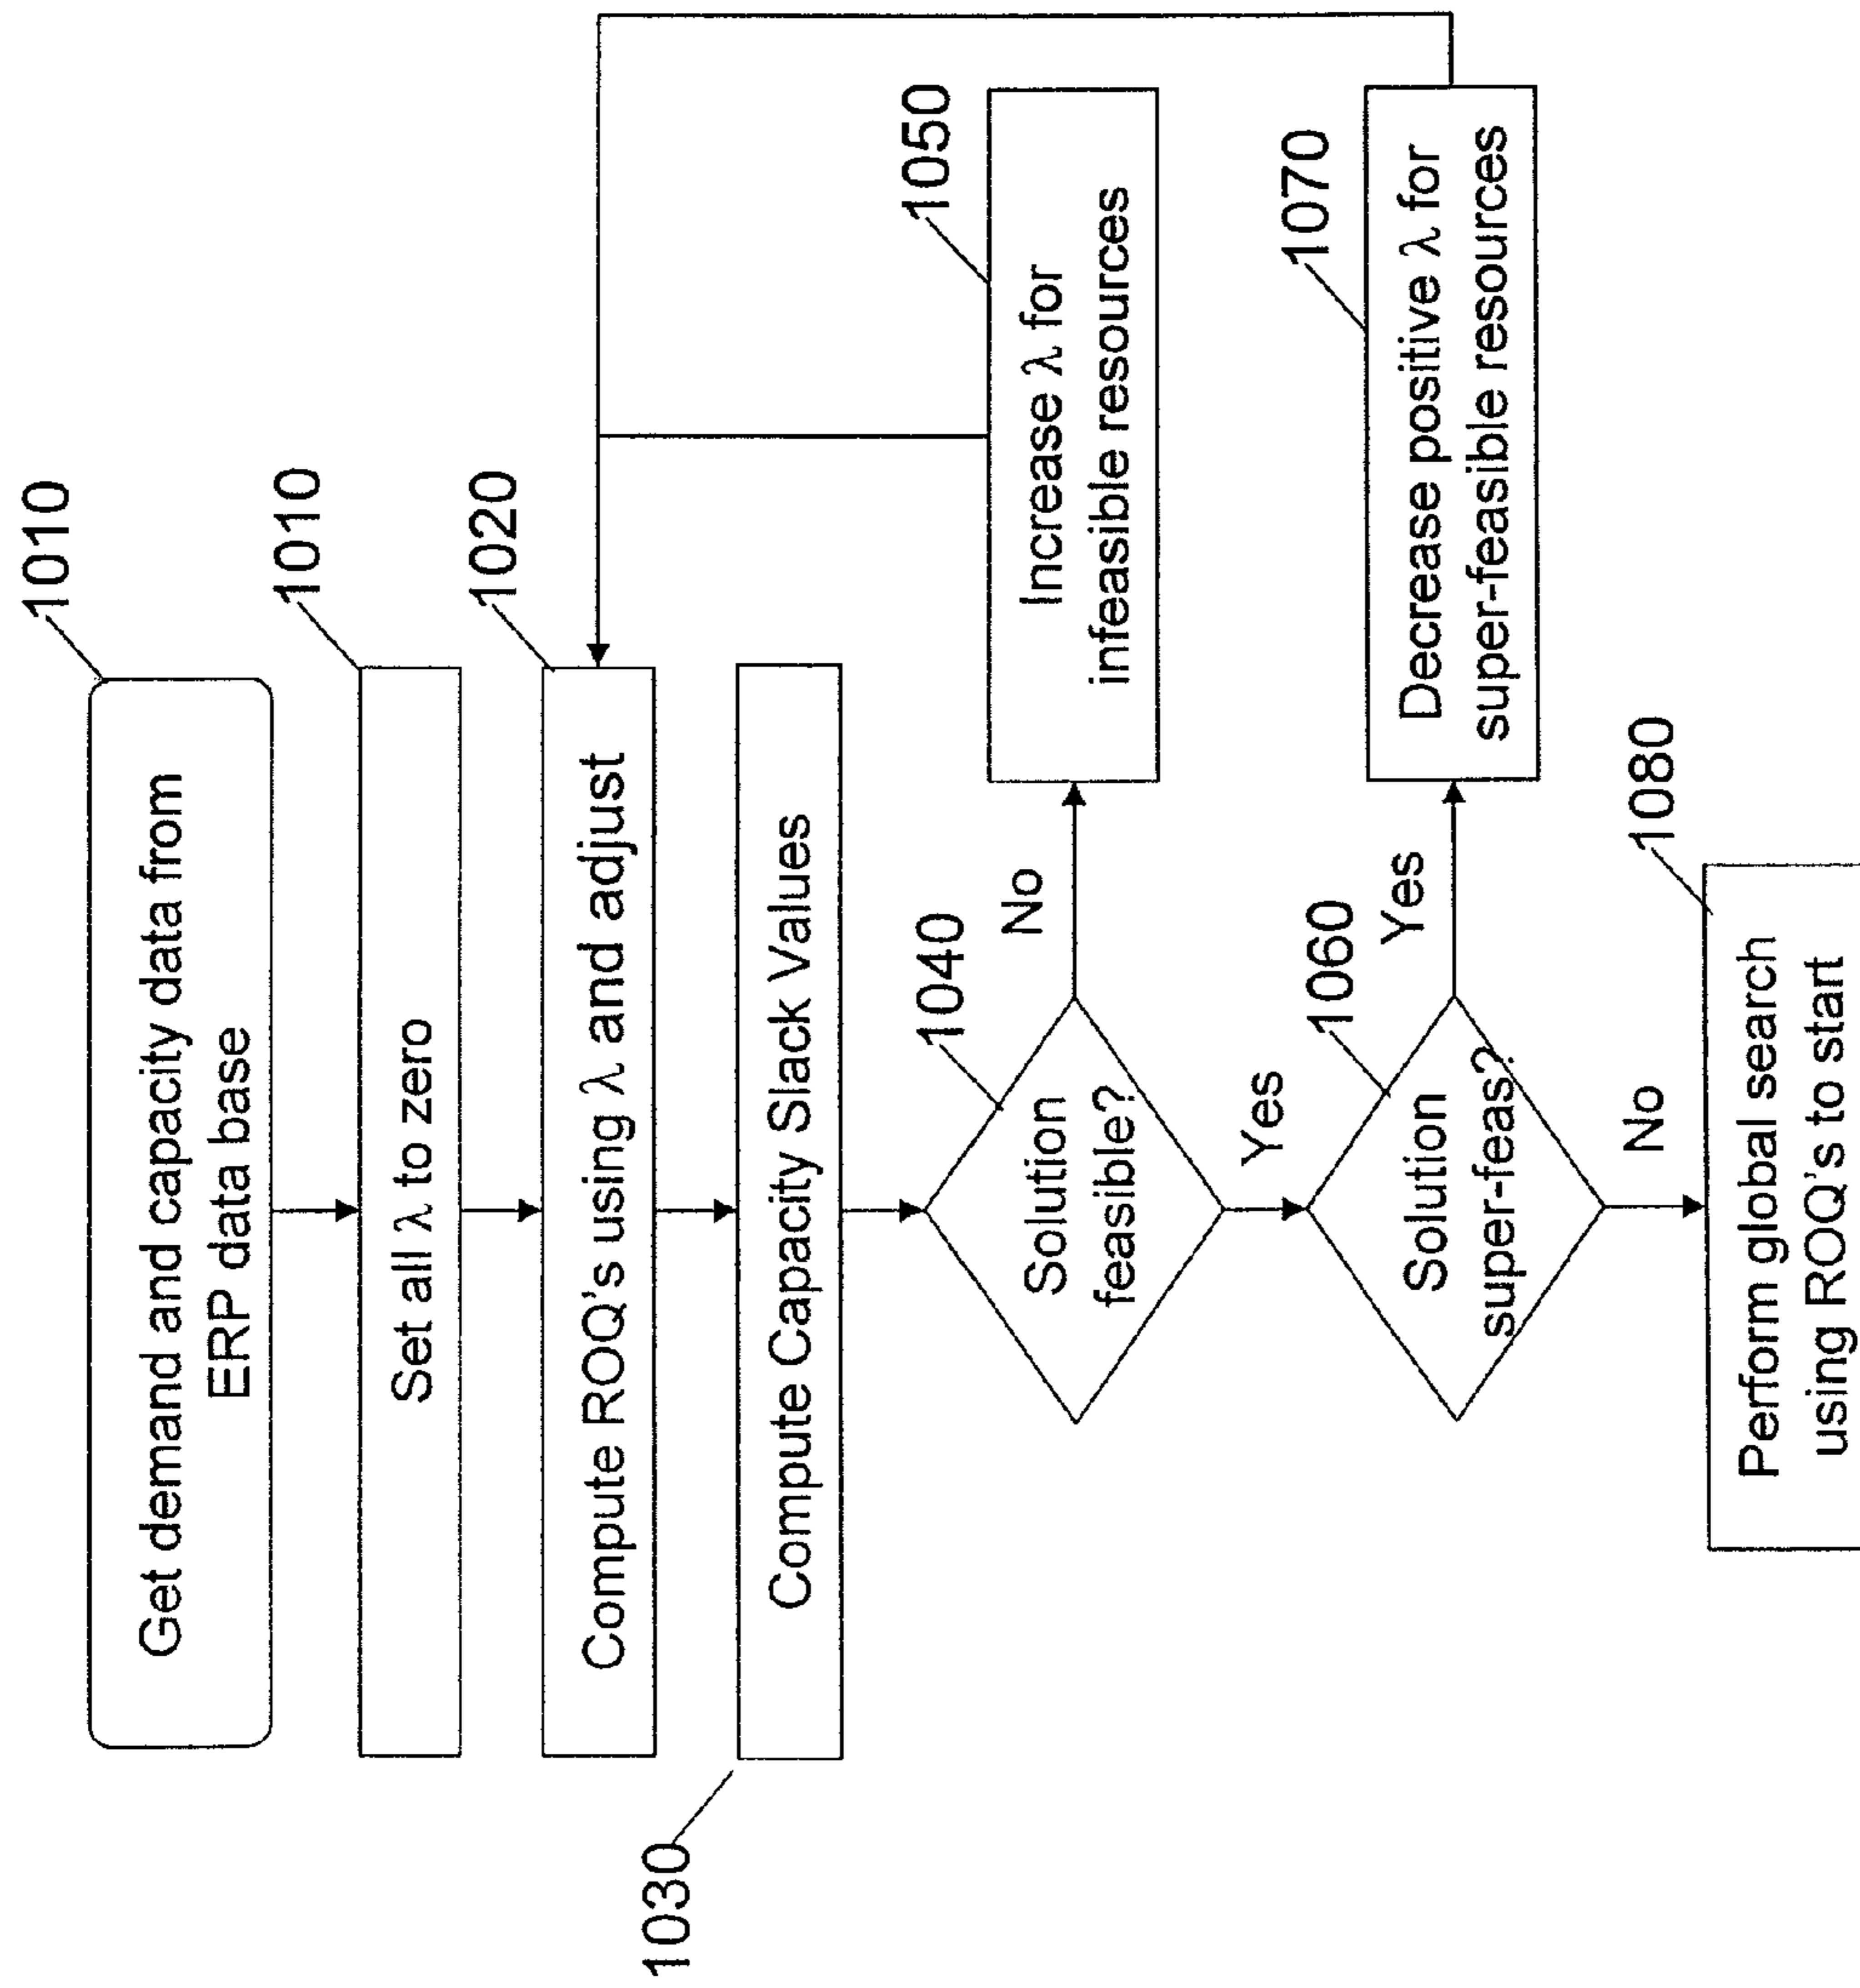 1010
Get demand and capacity data from
ERP data base
1010
Set all λ to zero
1020
Compute ROQ's using λ and adjust
1030
Compute Capacity Slack Values
1040
Solution
feasible?
No
1050
Increase λ for
infeasible resources
Yes
1060
Solution
super-feas?
Yes
1070
Decrease positive λ for
super-feasible resources
No
1080
Perform global search
using ROQ's to start